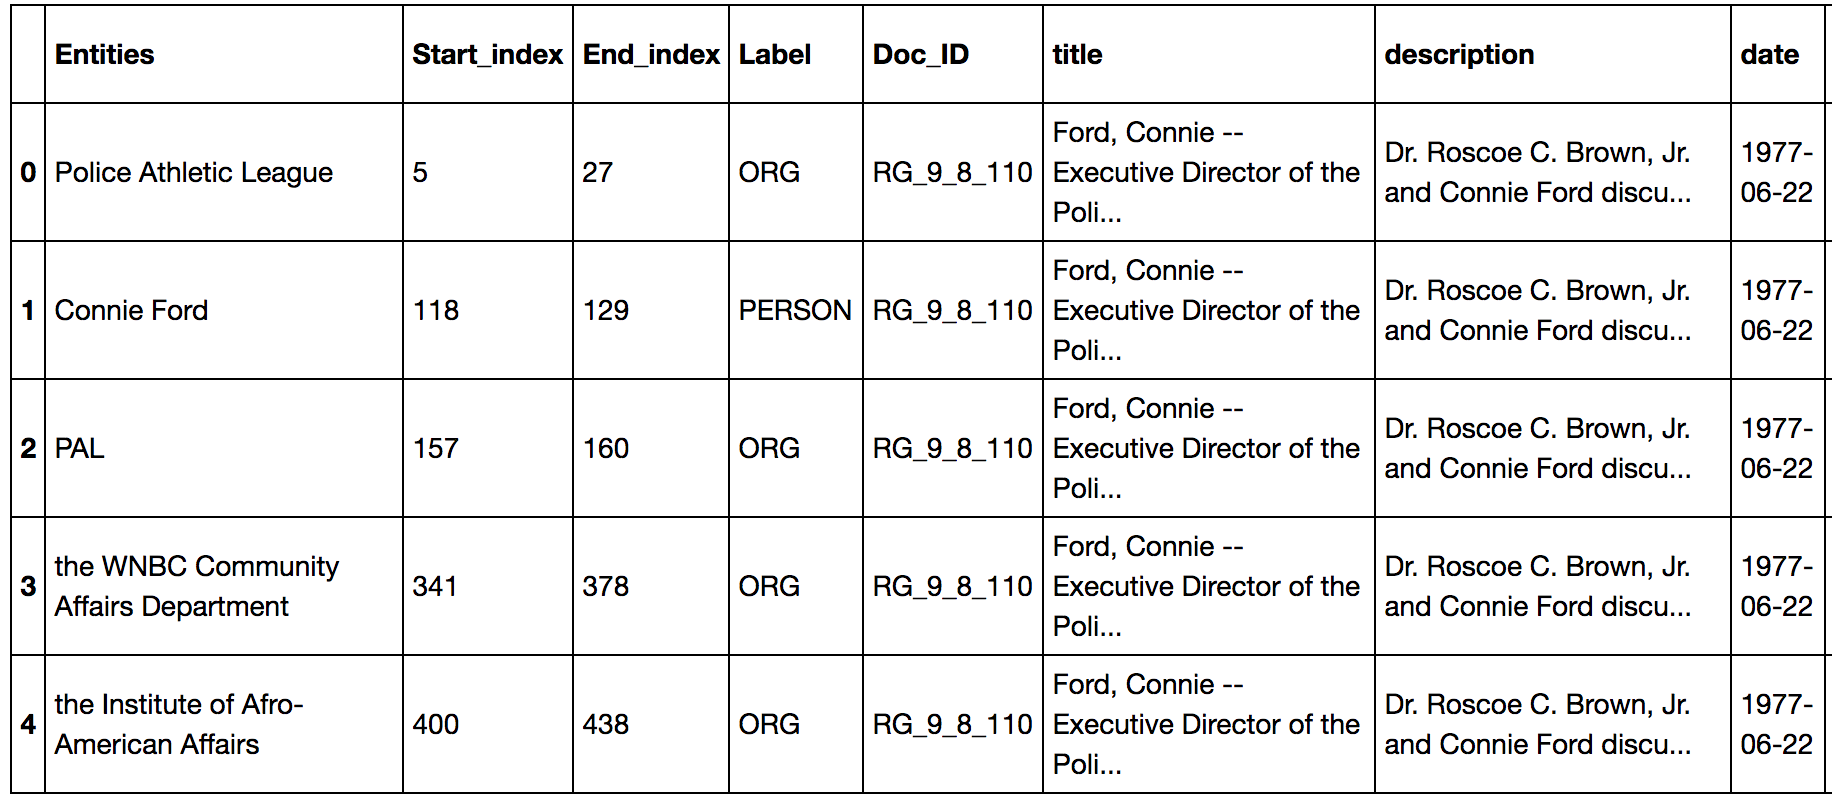 Entities Start_index End_index Label Doc_ID title description date
0 Police Athletic League 5 27 ORG RG_9_8_110 Ford, Connie -- Executive Director of the Poli... Dr. Roscoe C. Brown, Jr. and Connie Ford discu... 1977-06-22
1 Connie Ford 118 129 PERSON RG_9_8_110 Ford, Connie -- Executive Director of the Poli... Dr. Roscoe C. Brown, Jr. and Connie Ford discu... 1977-06-22
2 PAL 157 160 ORG RG_9_8_110 Ford, Connie -- Executive Director of the Poli... Dr. Roscoe C. Brown, Jr. and Connie Ford discu... 1977-06-22
3 the WNBC Community Affairs Department 341 378 ORG RG_9_8_110 Ford, Connie -- Executive Director of the Poli... Dr. Roscoe C. Brown, Jr. and Connie Ford discu... 1977-06-22
4 the Institute of Afro-American Affairs 400 438 ORG RG_9_8_110 Ford, Connie -- Executive Director of the Poli... Dr. Roscoe C. Brown, Jr. and Connie Ford discu... 1977-06-22